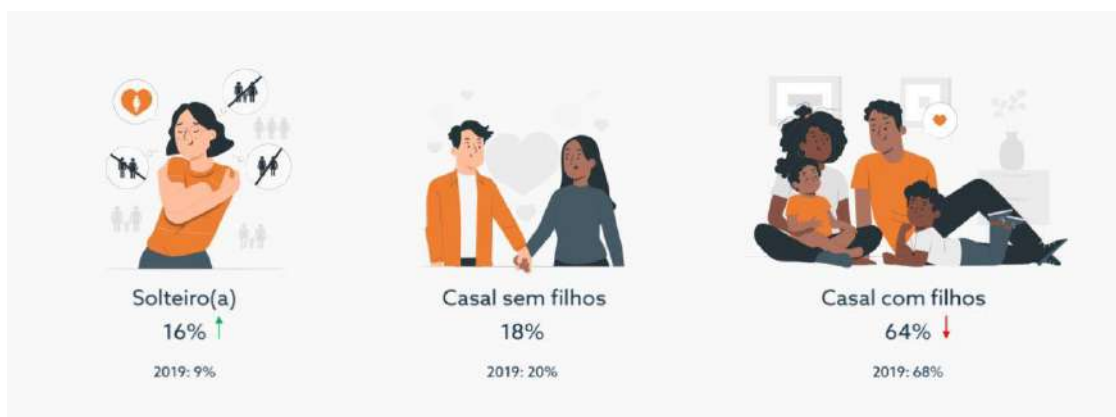 Solteiro(a)
16%
2019: 9%
Casal sem filhos
18%
2019: 20%
Casal com filhos
64%
2019: 68%